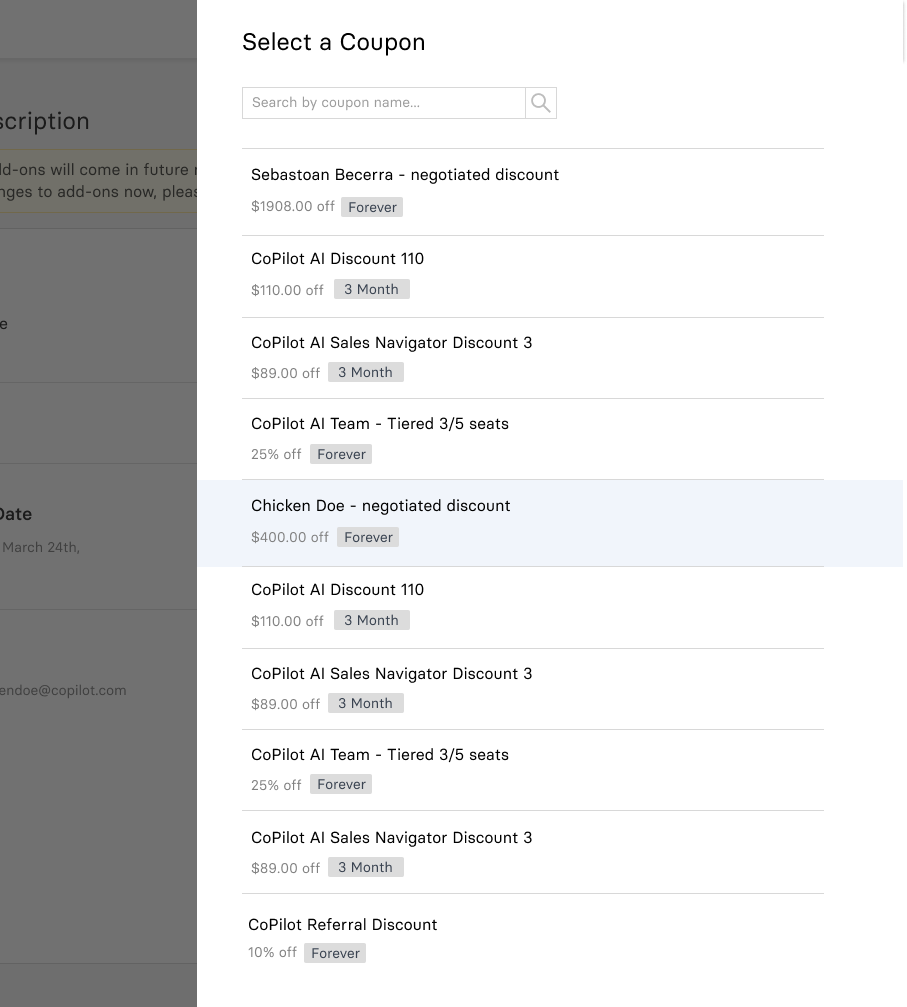 Select a Coupon
Search by coupon name...
Sebastoan Becerra - negotiated discount
$1908.00 off Forever
CoPilot AI Discount 110
$110.00 off 3 Month
CoPilot AI Sales Navigator Discount 3
$89.00 off 3 Month
CoPilot AI Team - Tiered 3/5 seats
25% off Forever
Chicken Doe - negotiated discount
$400.00 off Forever
CoPilot AI Discount 110
$110.00 off 3 Month
CoPilot AI Sales Navigator Discount 3
$89.00 off 3 Month
CoPilot AI Team - Tiered 3/5 seats
25% off Forever
CoPilot AI Sales Navigator Discount 3
$89.00 off 3 Month
CoPilot Referral Discount
10% off Forever
scription
dd-ons will come in future
nges to add-ons now, pleas
e
Date
March 24th,
endoe@copilot.com